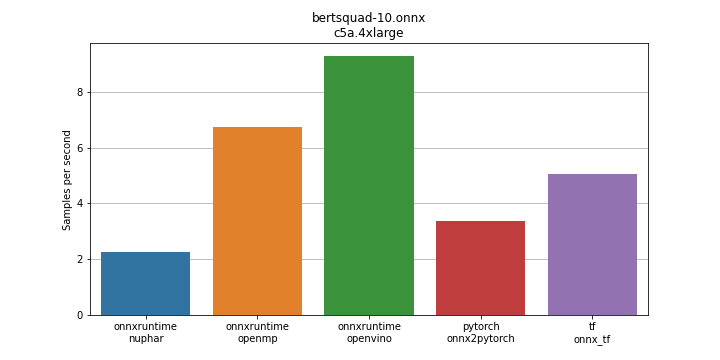 bertsquad-10.onnx
c5a.4xlarge
Samples per second
8
6
4
2
0
onnxruntime
nuphar
onnxruntime
openmp
onnxruntime
openvino
pytorch
onnx2pytorch
tf
onnx_tf